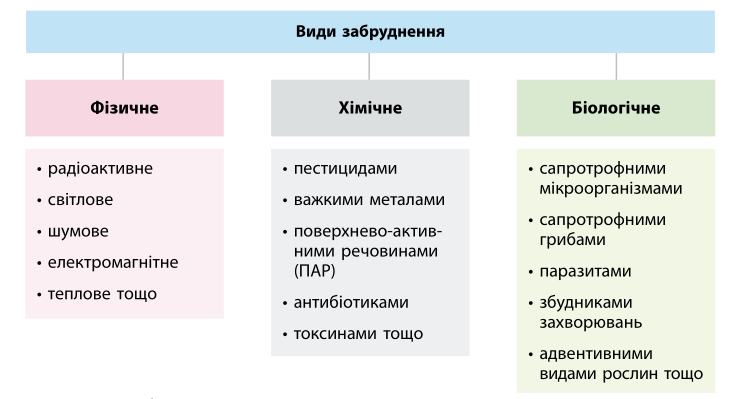 Види забруднення
Фізичне
• радіоактивне
• світлове
• шумове
• електромагнітне
• теплове тощо
Хімічне
• пестицидами
• важкими металами
• поверхнево-актив-
ними речовинами
(ПАР)
• антибіотиками
• токсинами тощо
Біологічне
• сапротрофними
мікроорганізмами
• сапротрофними
грибами
• паразитами
• збудниками
захворювань
• адвентивними
видами рослин тощо